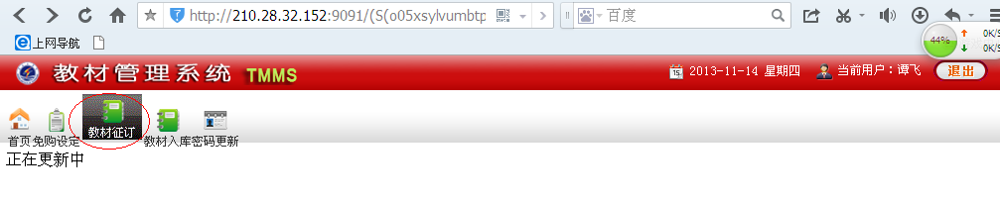 http://210.28.32.152:9091/(S(o05xsylvumbtp
百度
上网导航
44%
0K/S
0K/S
教材管理系统 TMMS
15 2013-11-14 星期四 当前用户：谭飞 退出
首页 免购设定 教材征订 教材入库 密码更新
正在更新中